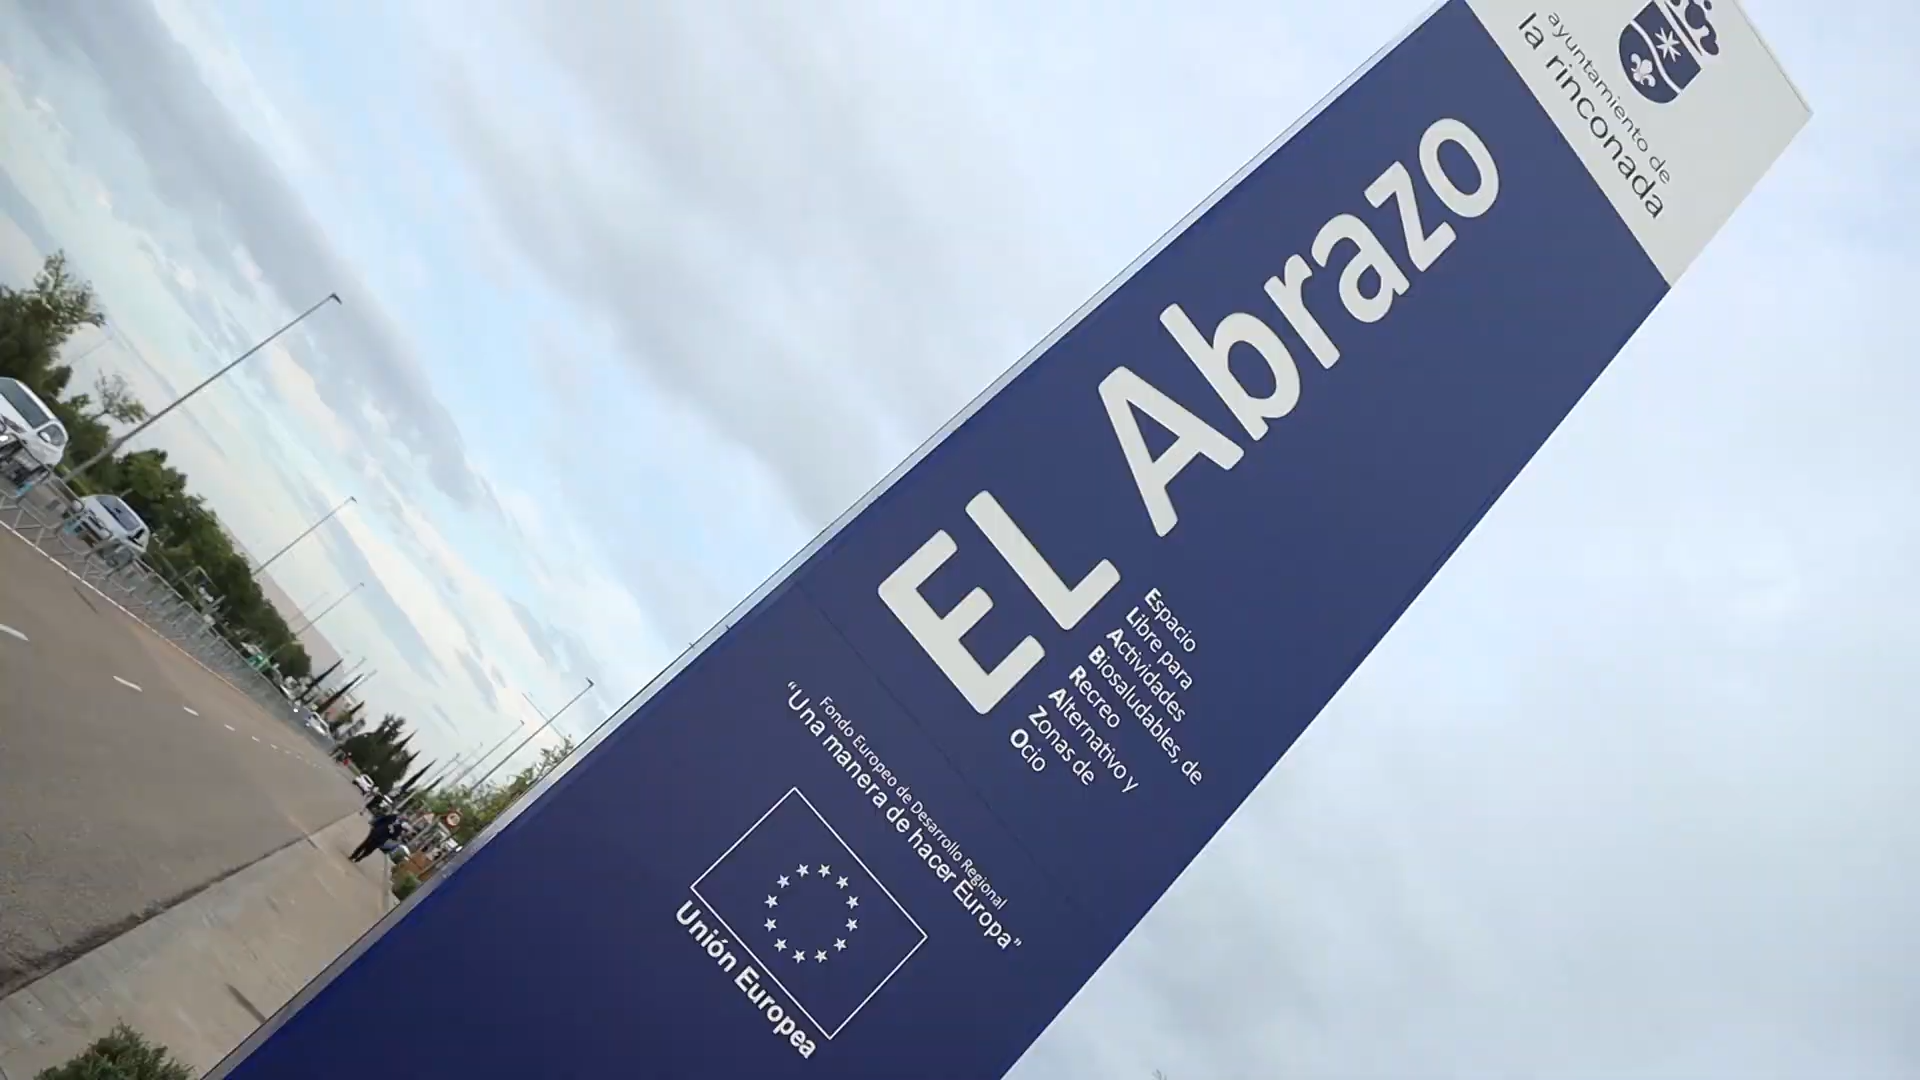 ayuntamiento de
la rinconada
EL Abrazo
Espacio
Libre para
Actividades
Biosaludables, de
Recreo
Alternativo y
Zonas de
Ocio
Fondo Europeo de Desarrollo Regional
“Una manera de hacer Europa”
Unión Europea